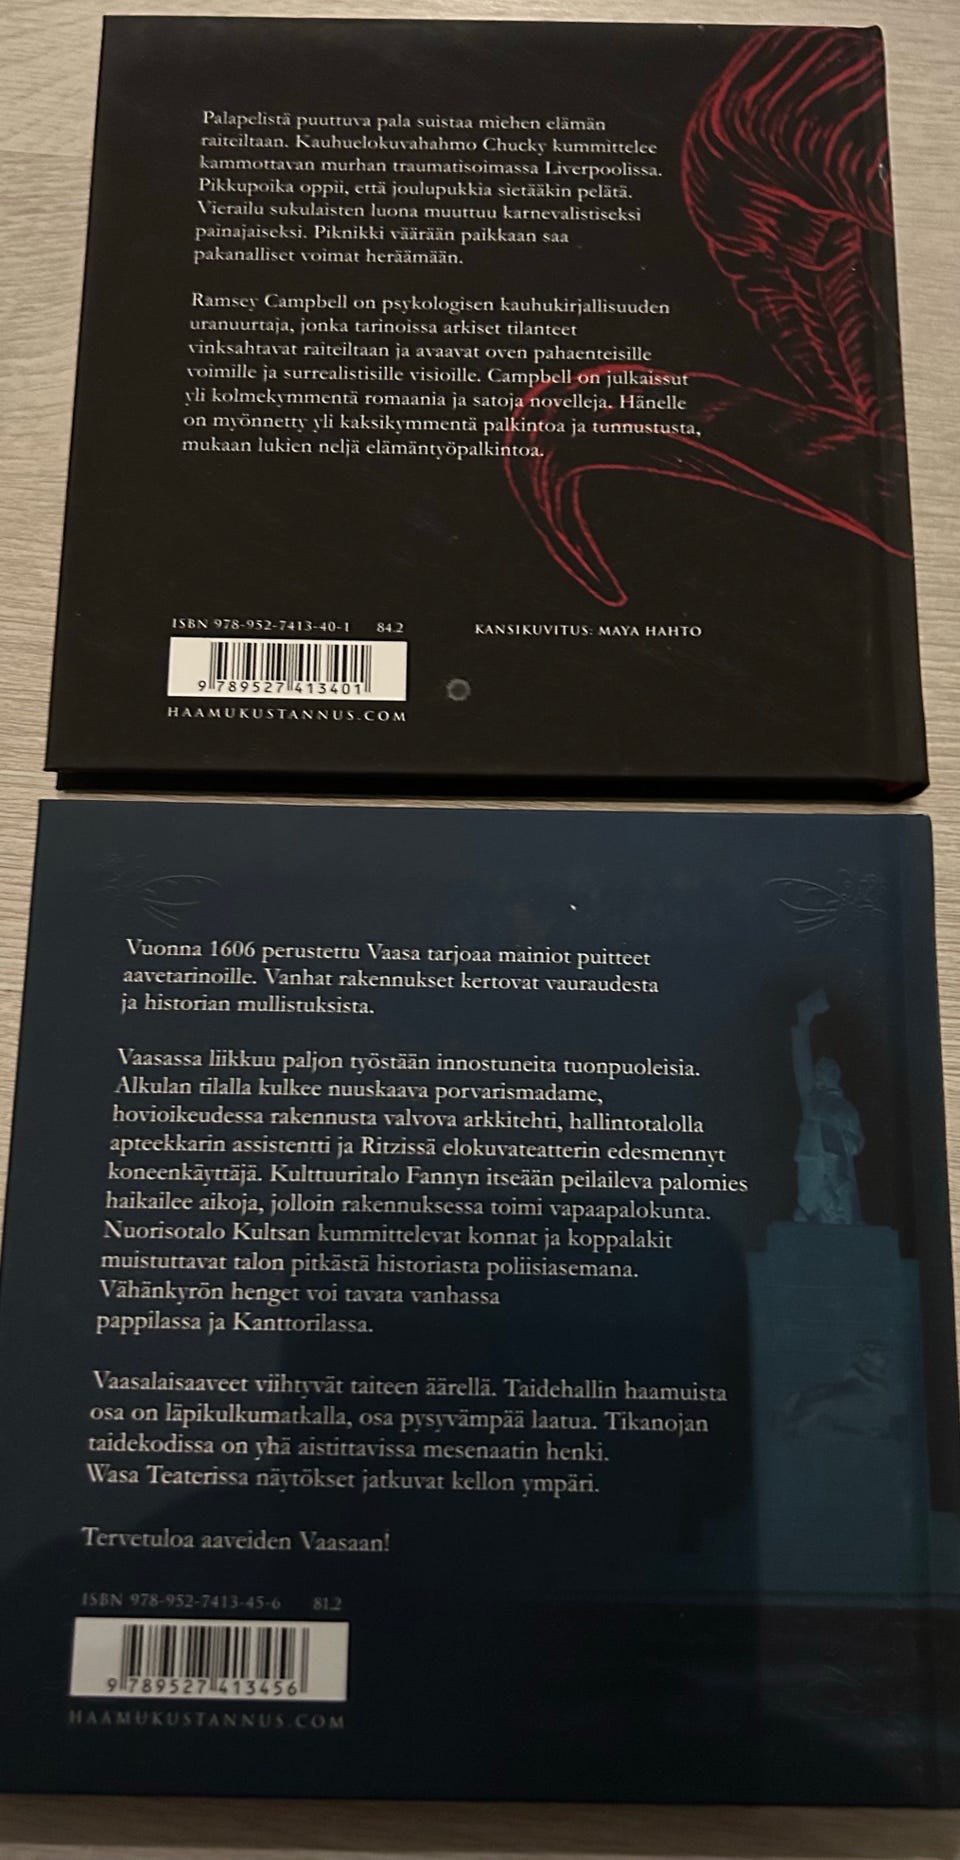 Palapelistä puuttuva pala suistaa miehen elämän
raiteiltaan. Kauhuelokuvahahmo Chucky kummittelee
kammottavan murhan traumatisoimassa Liverpoolissa.
Pikkupoika oppii, että joulupukkia sietääkin pelätä.
Vierailu sukulaisten luona muuttuu karnevalistiseksi
painajaiseksi. Piknikki väärään paikkaan saa
pakanalliset voimat heräämään.
Ramsey Campbell on psykologisen kauhukirjallisuuden
uranuurtaja, jonka tarinoissa arkiset tilanteet
vinksahtavat raiteiltaan ja avaavat oven pahaenteisille
voimille ja surrealistisille visioille. Campbell on julkaissut
yli kolmekymmentä romaania ja satoja novelleja. Hänelle
on myönnetty yli kaksikymmentä palkintoa ja tunnustusta,
mukaan lukien neljä elämäntyöpalkintoa.
ISBN 978-952-7413-40-1 84.2
KANSIKUVITUS: MAYA HAHTO
9 789527 413401
HAAMUKUSTANNUS.COM
Vuonna 1606 perustettu Vaasa tarjoaa mainiot puitteet
aavetarinoille. Vanhat rakennukset kertovat vauraudesta
ja historian mullistuksista.
Vaasassa liikkuu paljon työstään innostuneita tuonpuoleisia.
Alkulan tilalla kulkee nuuskaava porvarismadame,
hovioikeudessa rakennusta valvova arkkitehti, hallintotalolla
apteekkarin assistentti ja Ritzissä elokuvateatterin edesmennyt
koneenkäyttäjä. Kulttuuritalo Fannyn itseään peilaileva palomies
haikailee aikoja, jolloin rakennuksessa toimi vapaapalokunta.
Nuorisotalo Kultsan kummittelevat konnat ja koppalakit
muistuttavat talon pitkästä historiasta poliisiasemana.
Vähänkyrön henget voi tavata vanhassa
pappilassa ja Kanttorilassa.
Vaasalaisaaveet viihtyvät taiteen äärellä. Taidehallin haamuista
osa on läpikulkumatkalla, osa pysyvämpää laatua. Tikanojan
taidekodissa on yhä aistittavissa mesenaatin henki.
Wasa Teaterissa näytökset jatkuvat kellon ympäri.
Tervetuloa aaveiden Vaasaan!
ISBN 978-952-7413-45-6 81.2
9 789527 413456
HAAMUKUSTANNUS.COM